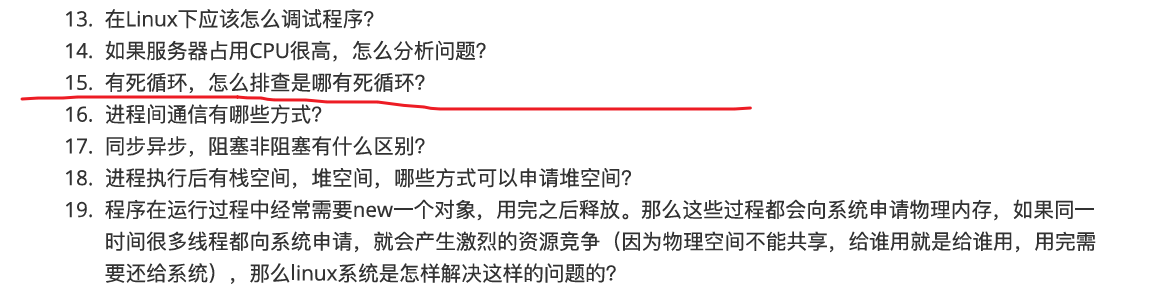 13. 在Linux下应该怎么调试程序？
14. 如果服务器占用CPU很高，怎么分析问题？
15. 有死循环，怎么排查是哪有死循环？
16. 进程间通信有哪些方式？
17. 同步异步，阻塞非阻塞有什么区别？
18. 进程执行后有栈空间，堆空间，哪些方式可以申请堆空间？
19. 程序在运行过程中经常需要new一个对象，用完之后释放。那么这些过程都会向系统申请物理内存，如果同一
时间很多线程都向系统申请，就会产生激烈的资源竞争（因为物理空间不能共享，给谁用就是给谁用，用完需
要还给系统），那么linux系统是怎样解决这样的问题的？